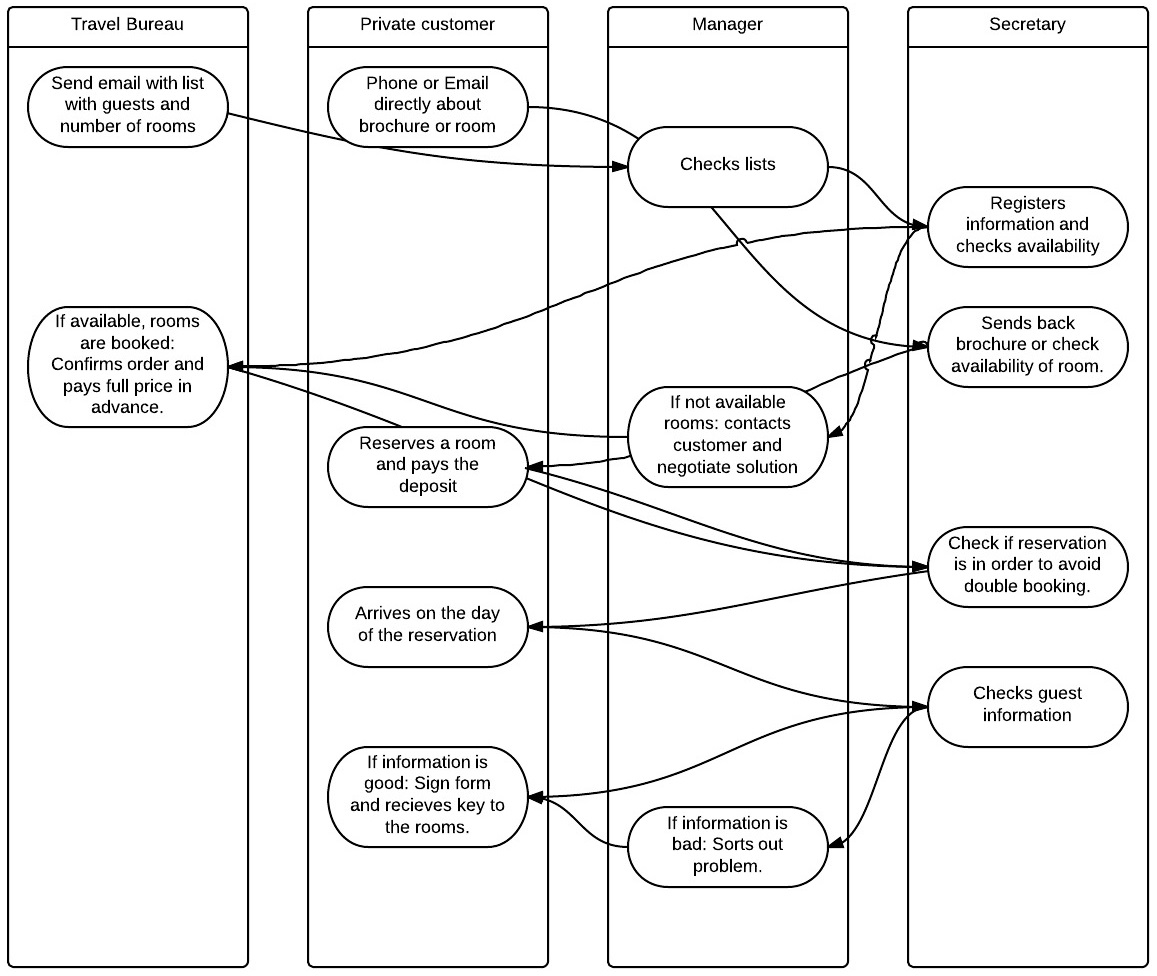 Travel Bureau
Private customer
Manager
Secretary
Send email with list
with guests and
number of rooms
Phone or Email
directly about
brochure or room
Checks lists
Registers
information and
checks availability
If available, rooms
are booked:
Confirms order and
pays full price in
advance.
Sends back
brochure or check
availability of room.
If not available
rooms: contacts
customer and
negotiate solution
Reserves a room
and pays the
deposit
Check if reservation
is in order to avoid
double booking.
Arrives on the day
of the reservation
Checks guest
information
If information is
good: Sign form
and recieves key to
the rooms.
If information is
bad: Sorts out
problem.